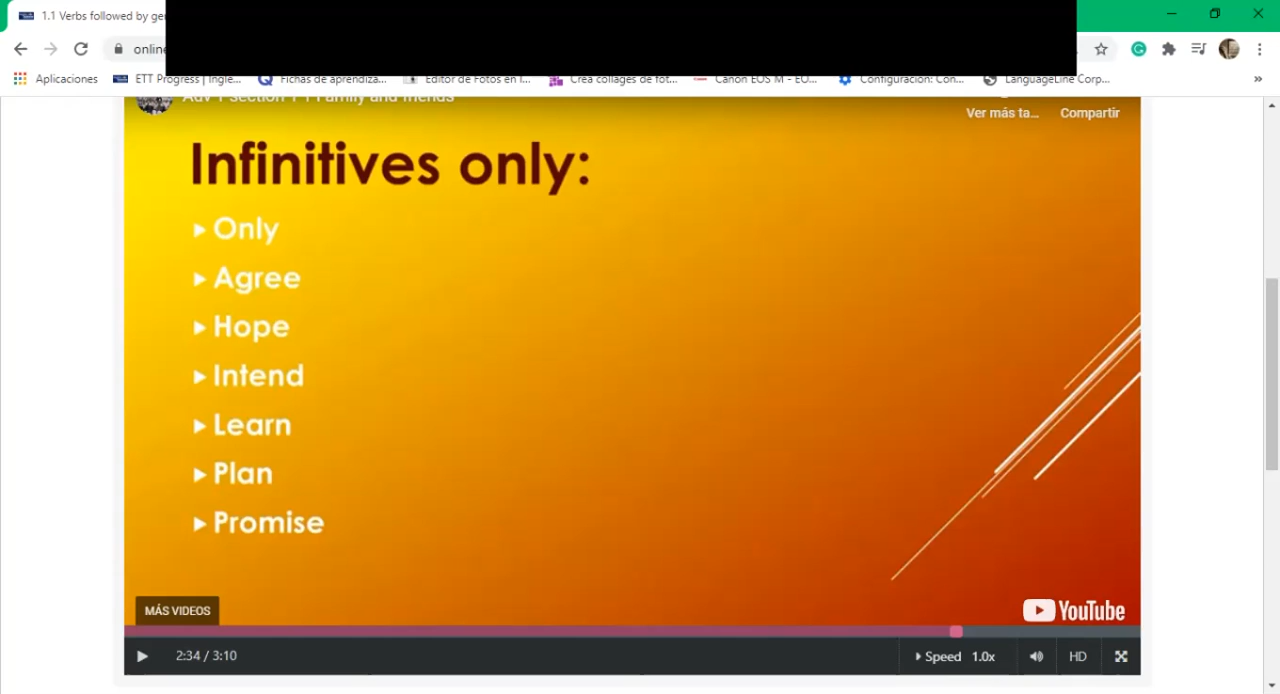 1.1 Verbs followed by ge
online
Aplicaciones
ETT Progress | Ingle...
Fichas de aprendiza...
Editor de Fotos en l...
Crea collages de fot...
Canon EOS M - EO...
Configuración: Con...
LanguageLine Corp...
Adv 1 section 1 1 Family and friends
Ver más ta...
Compartir
Infinitives only:
Only
Agree
Hope
Intend
Learn
Plan
Promise
MÁS VIDEOS
YouTube
2:34 / 3:10
Speed 1.0x
HD